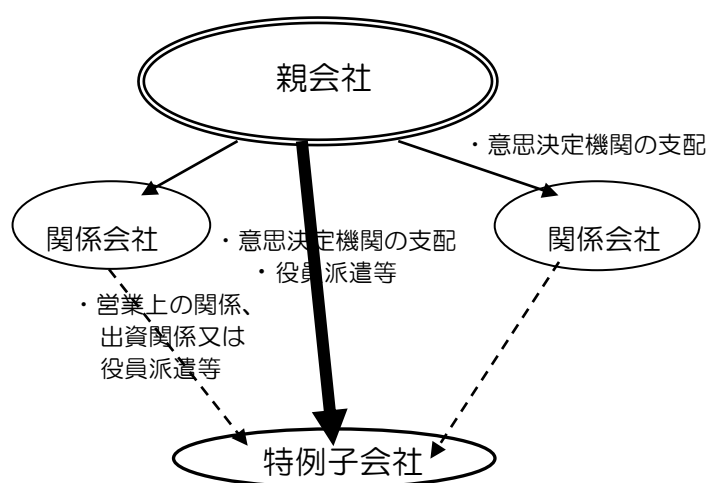 親会社
・意思決定機関の支配
関係会社
・意思決定機関の支配
・役員派遣等
関係会社
・営業上の関係、
出資関係又は
役員派遣等
特例子会社